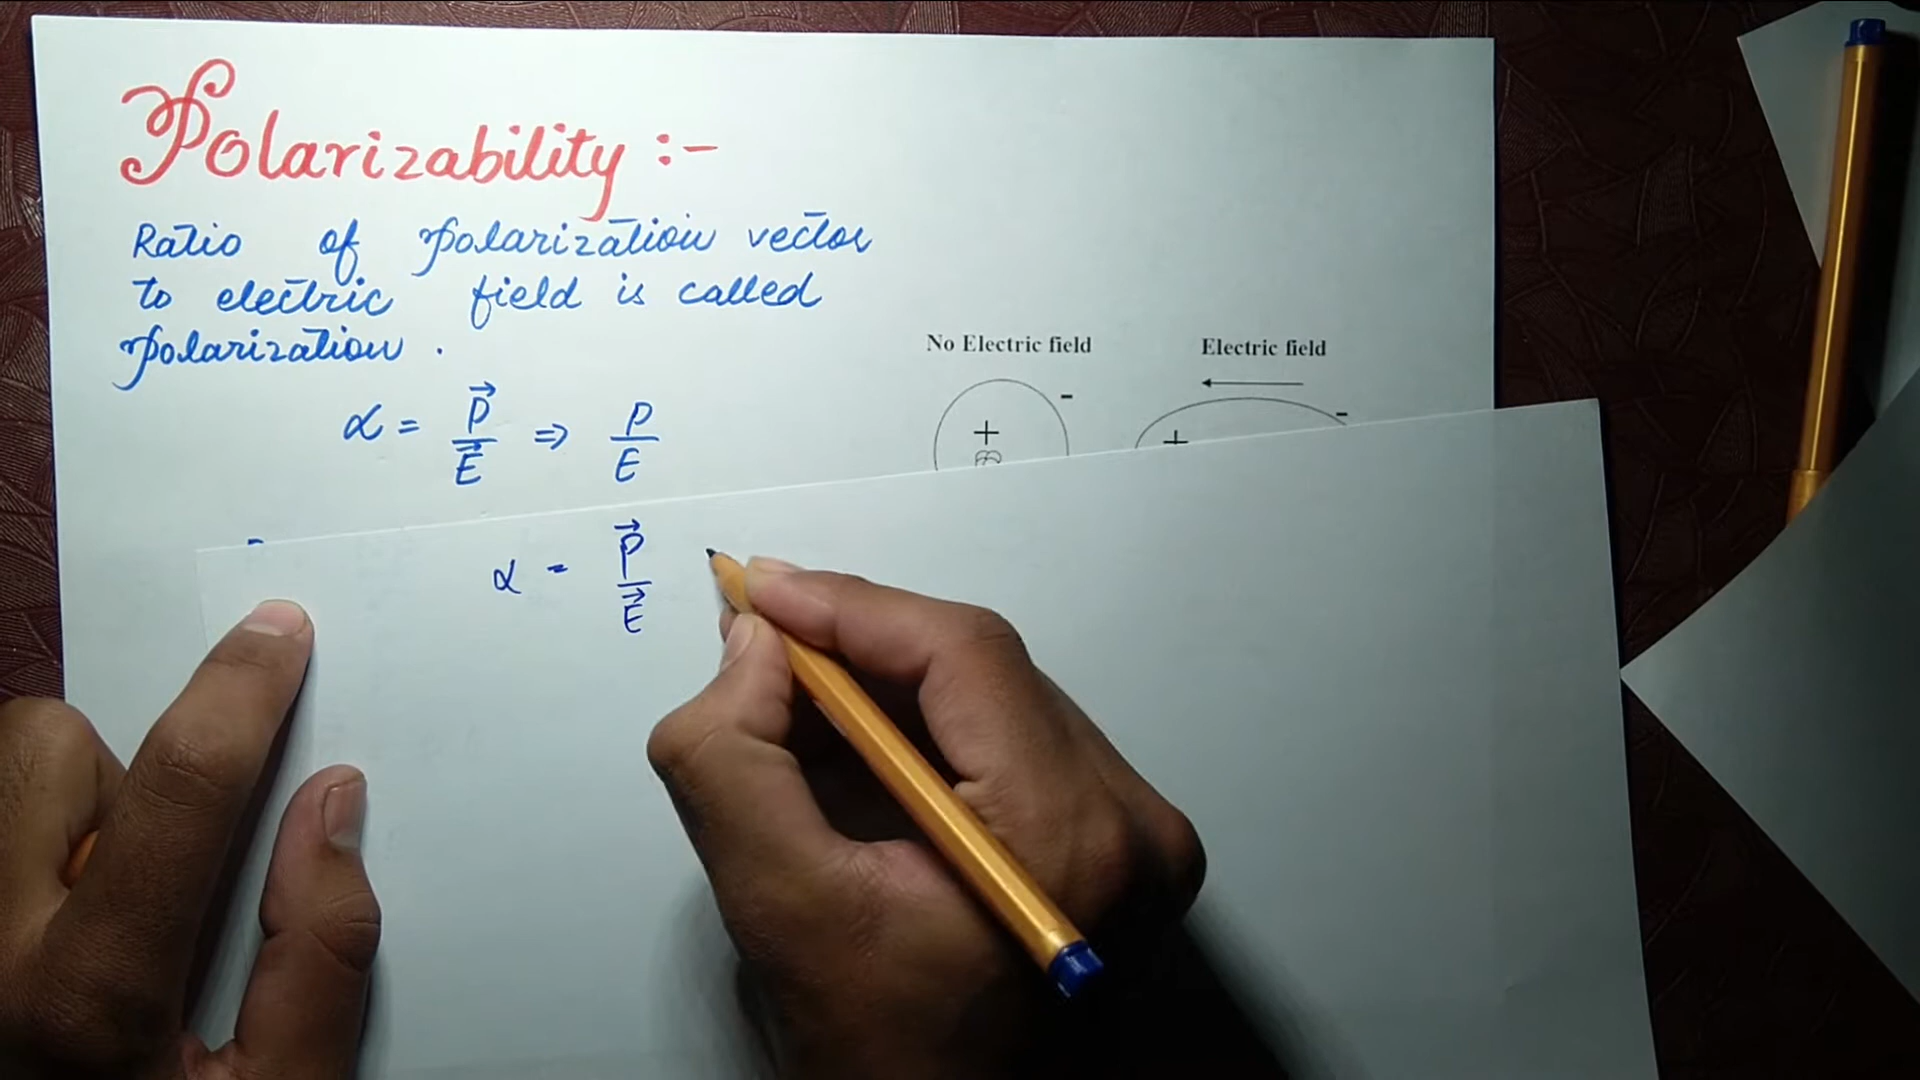 Polarizability :-
Ratio of polarization vector
to electric field is called
polarization .
No Electric field
Electric field
α = P⃗/E⃗ ⇒ P/E
-
-
+
+
α = P⃗/E⃗